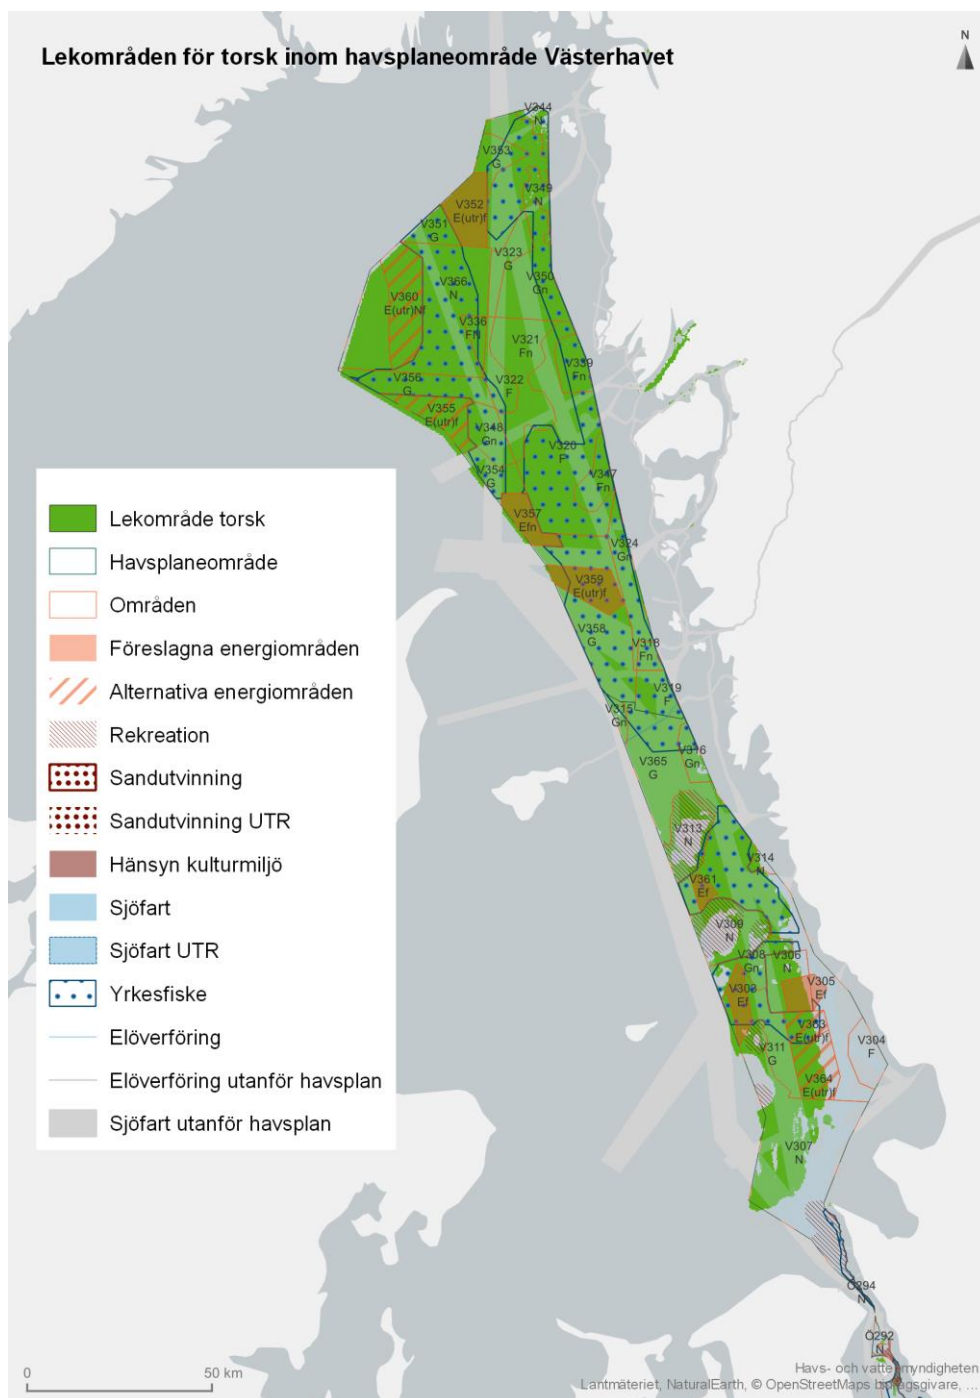 Lekområden för torsk inom havsplaneområde Västerhavet
N
V344
N
V353
G
V349
N
V352
E(utr)f
V351
G
V323
G
V350
Gn
V366
N
V360
E(utr)Nf
V336
FN
V321
Fn
V339
Fn
V356
G
V322
F
V355
E(utr)f
V348
Gn
V320
F
V354
G
V347
Fn
V357
Efn
V324
Gn
V359
E(utr)f
V358
G
V318
Fn
V319
F
V315
Gn
V316
Gn
V365
G
V313
N
V314
N
V361
Ef
V309
N
V308
Gn
V306
N
V305
Ef
V303
Ef
V363
E(utr)f
V311
G
V304
F
V364
E(utr)f
V307
N
Ö294
N
Ö292
N
Lekområde torsk
Havsplaneområde
Områden
Föreslagna energiområden
Alternativa energiområden
Rekreation
Sandutvinning
Sandutvinning UTR
Hänsyn kulturmiljö
Sjöfart
Sjöfart UTR
Yrkesfiske
Elöverföring
Elöverföring utanför havsplan
Sjöfart utanför havsplan
0 50 km
Havs- och vattenmyndigheten
Lantmäteriet, NaturalEarth, © OpenStreetMaps bidragsgivare, ...